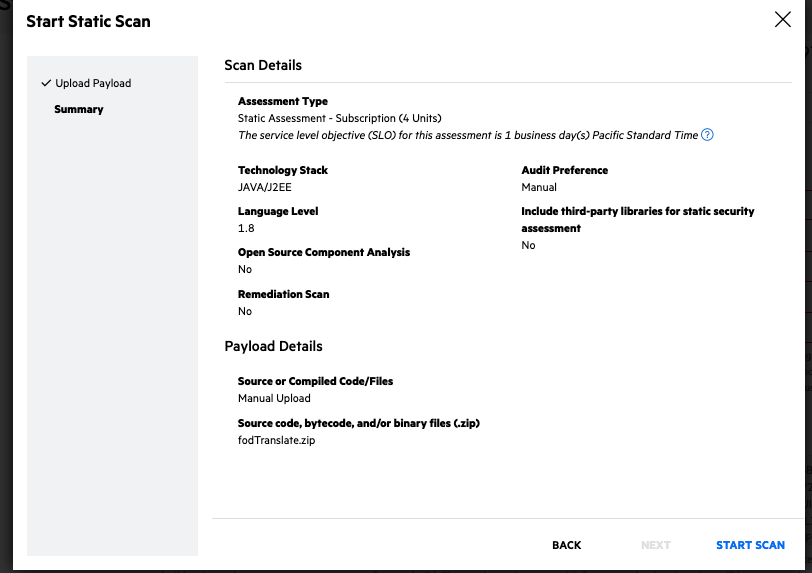 Start Static Scan
Upload Payload
Summary
Scan Details
Assessment Type
Static Assessment - Subscription (4 Units)
The service level objective (SLO) for this assessment is 1 business day(s) Pacific Standard Time ?
Technology Stack
JAVA/J2EE
Language Level
1.8
Open Source Component Analysis
No
Remediation Scan
No
Audit Preference
Manual
Include third-party libraries for static security
assessment
No
Payload Details
Source or Compiled Code/Files
Manual Upload
Source code, bytecode, and/or binary files (.zip)
fodTranslate.zip
BACK
NEXT
START SCAN